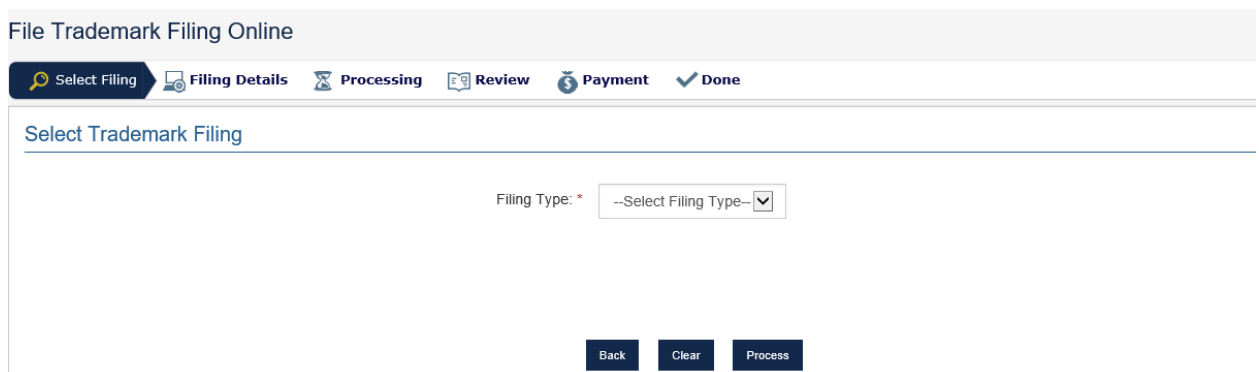 File Trademark Filing Online
Select Filing Filing Details Processing Review Payment Done
Select Trademark Filing
Filing Type: * --Select Filing Type--
Back Clear Process